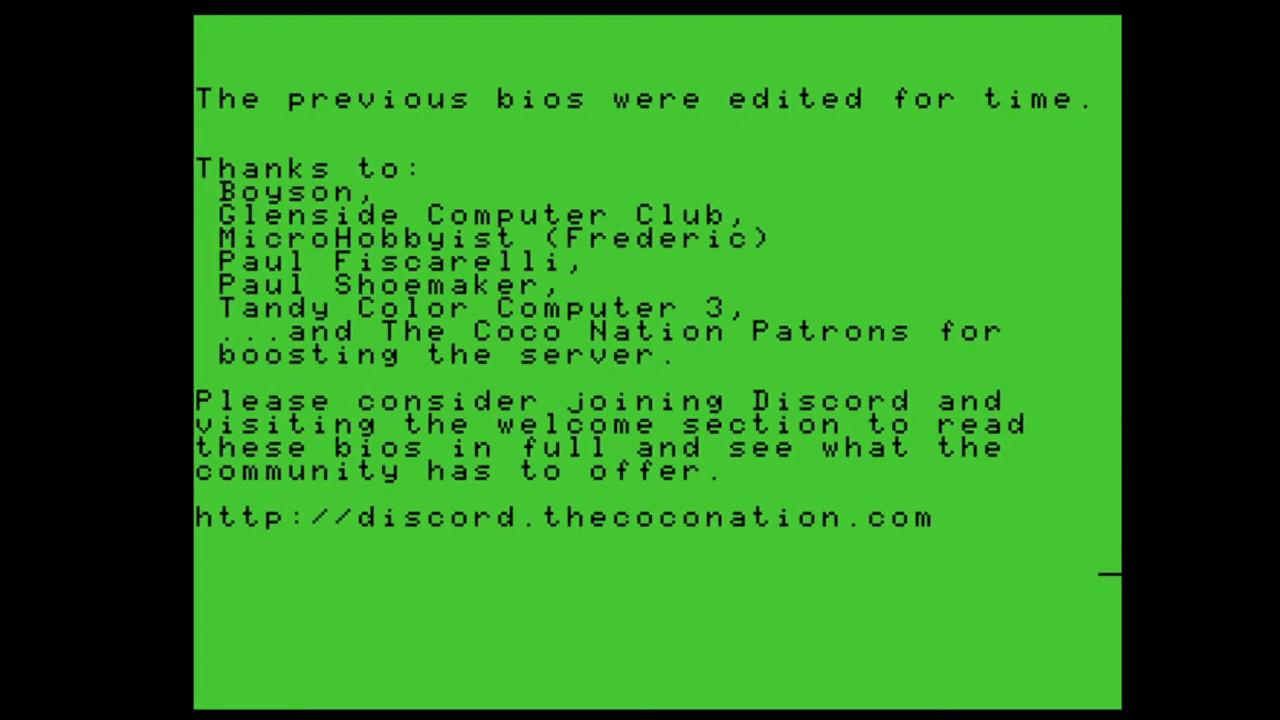 The previous bios were edited for time.
Thanks to:
Boyson,
Glenside Computer Club,
MicroHobbyist (Frederic)
Paul Fiscarelli,
Paul Shoemaker,
Tandy Color Computer 3,
...and The Coco Nation Patrons for
boosting the server.
Please consider joining Discord and
visiting the welcome section to read
these bios in full and see what the
community has to offer.
http://discord.thecoconation.com